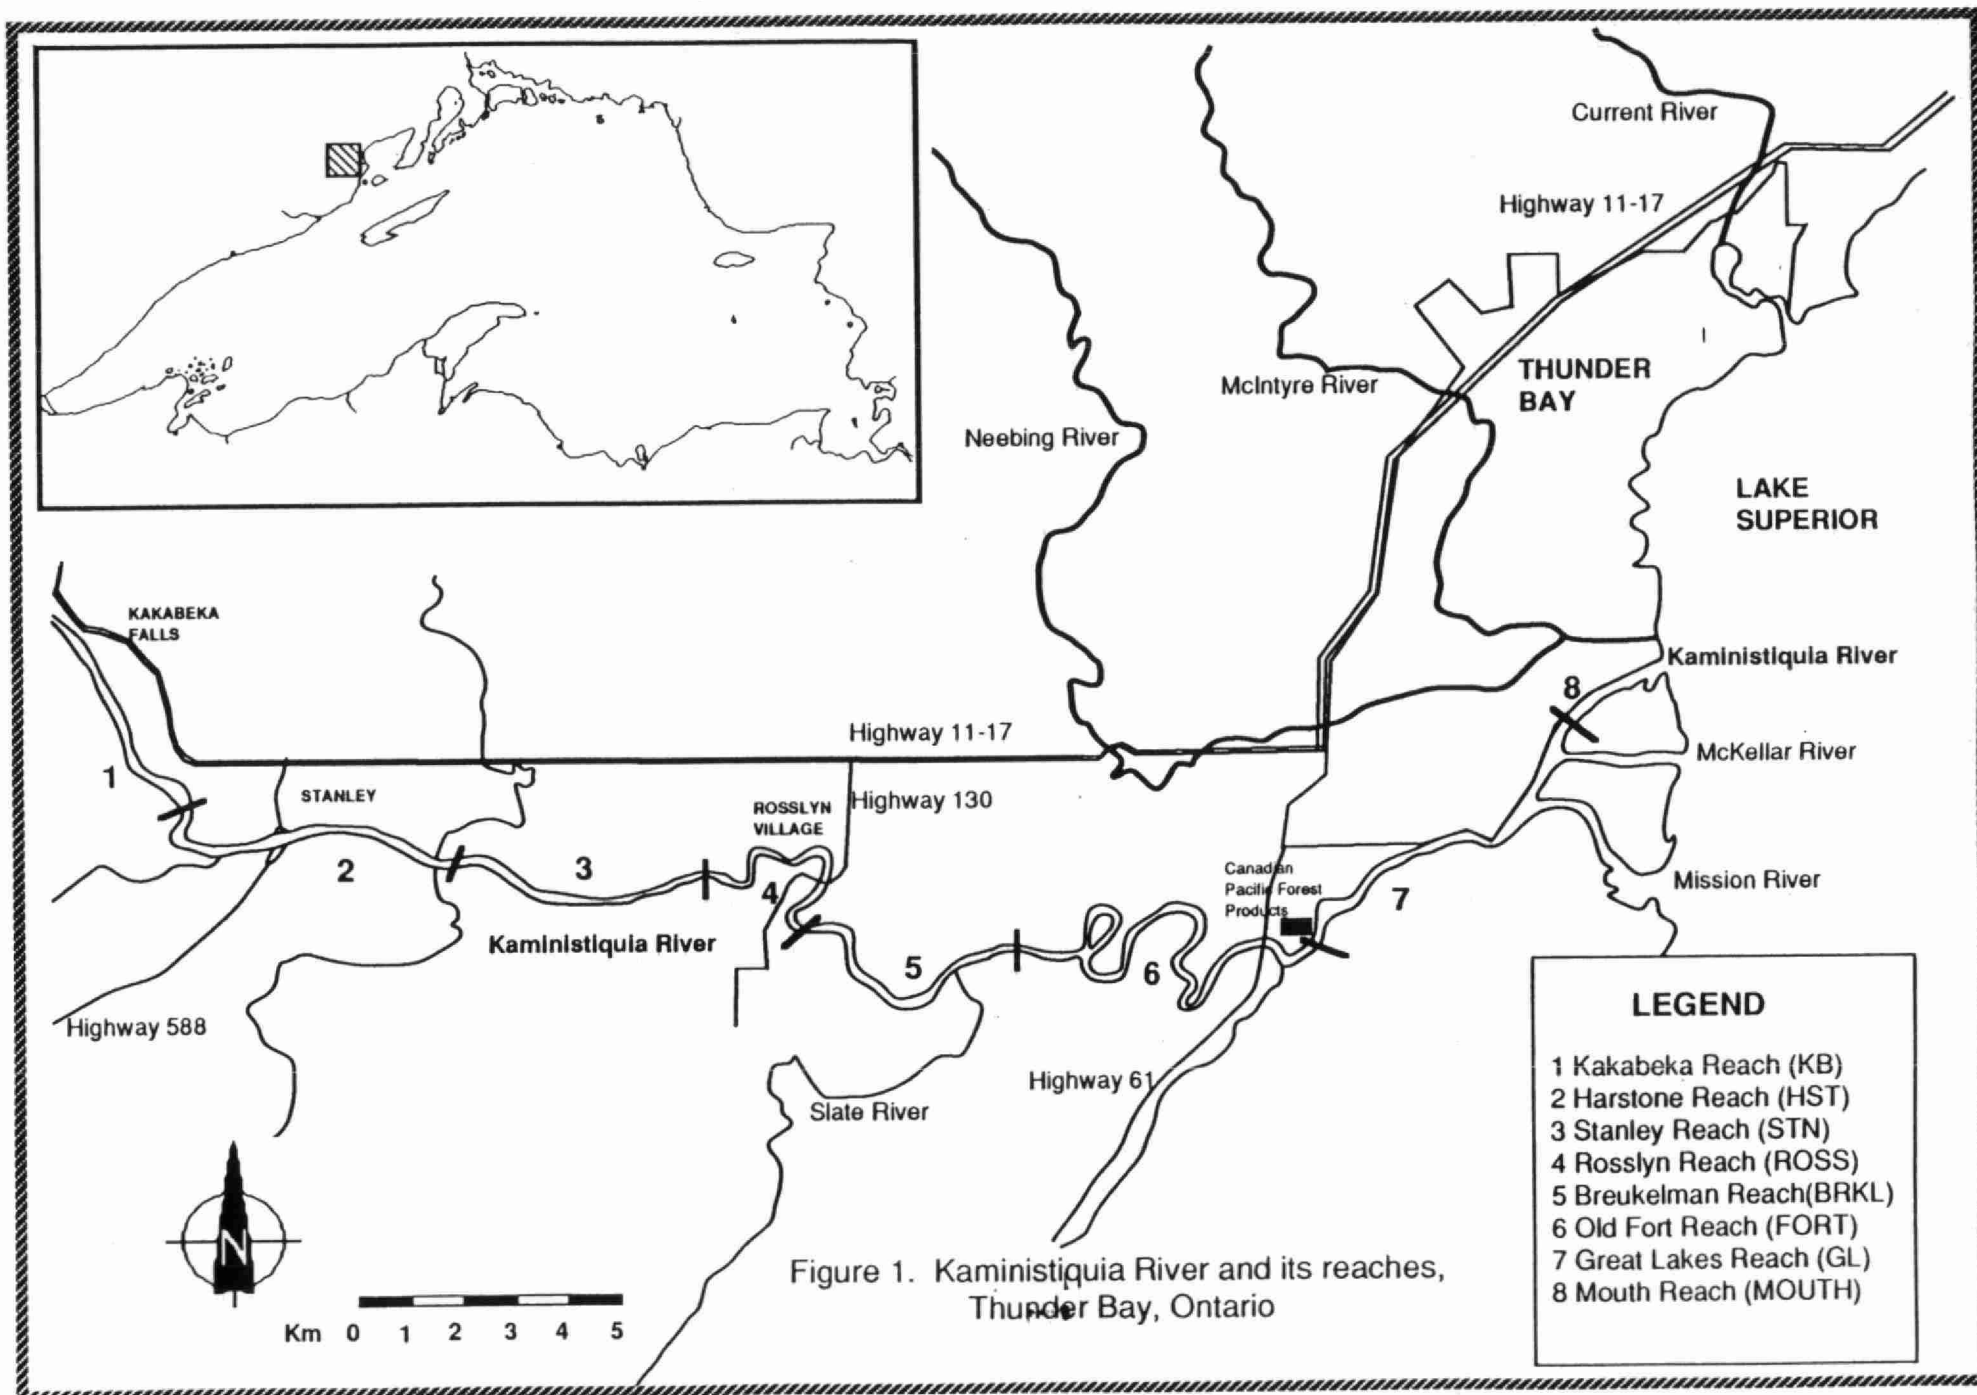 Current River
Highway 11-17
THUNDER
BAY
McIntyre River
Neebing River
LAKE
SUPERIOR
KAKABEKA
FALLS
Kaministiquia River
8
Highway 11-17
McKellar River
1
STANLEY
ROSSLYN
VILLAGE
Highway 130
2
3
4
Canadian
Pacific Forest
Products
7
Mission River
Kaministiquia River
5
6
Highway 588
Highway 61
Slate River
LEGEND
1 Kakabeka Reach (KB)
2 Harstone Reach (HST)
3 Stanley Reach (STN)
4 Rosslyn Reach (ROSS)
5 Breukelman Reach(BRKL)
6 Old Fort Reach (FORT)
7 Great Lakes Reach (GL)
8 Mouth Reach (MOUTH)
N
Km 0 1 2 3 4 5
Figure 1. Kaministiquia River and its reaches,
Thunder Bay, Ontario